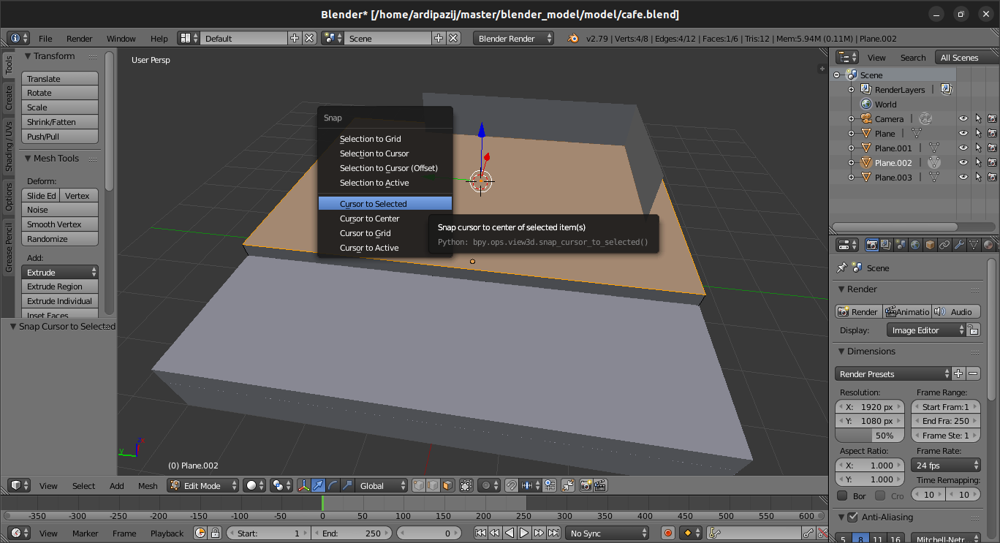 Blender* [/home/ardipazij/master/blender_model/model/cafe.blend]
File Render Window Help Default Scene Blender Render v2.79 | Verts:4/8 | Edges:4/12 | Faces:1/6 | Tris:12 | Mem:5.94M (0.11M) | Plane.002
Tools
Create
Shading / UVs
Options
Grease Pencil
Transform
Translate
Rotate
Scale
Shrink/Fatten
Push/Pull
Mesh Tools
Deform:
Slide Ed Vertex
Noise
Smooth Vertex
Randomize
Add:
Extrude
Extrude Region
Extrude Individual
Inset Faces
Snap Cursor to Selected
User Persp
Snap
Selection to Grid
Selection to Cursor
Selection to Cursor (Offset)
Selection to Active
Cursor to Selected
Cursor to Center
Cursor to Grid
Cursor to Active
Snap cursor to center of selected item(s)
Python: bpy.ops.view3d.snap_cursor_to_selected()
y z
(0) Plane.002
View Select Add Mesh Edit Mode Global
-350 -300 -250 -200 -150 -100 -50 0 50 100 150 200 250 300 350 400 450 500 550 600
View Marker Frame Playback Start: 1 End: 250 0 No Sync
View Search All Scenes
Scene
RenderLayers |
World
Camera |
Plane |
Plane.001 |
Plane.002 |
Plane.003 |
Scene
Render
Render Animatio Audio
Display: Image Editor
Dimensions
Render Presets
Resolution: Frame Range:
X: 1920 px Start Fram:1
Y: 1080 px End Fra: 250
50% Frame Ste: 1
Aspect Ratio: Frame Rate:
X: 1.000 24 fps
Y: 1.000 Time Remapping:
Bor Cro 10 10
Anti-Aliasing
5 8 11 16 Mitchell-Netr...